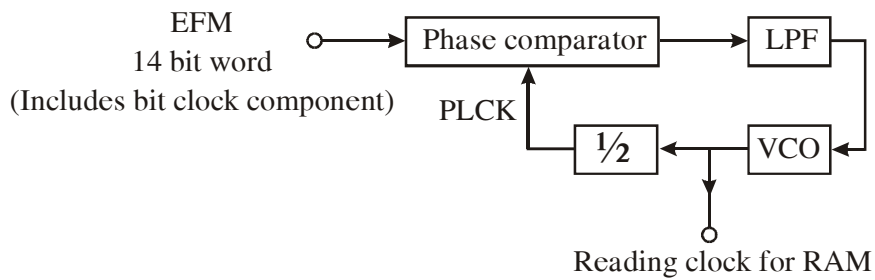 EFM
14 bit word
(Includes bit clock component)
Phase comparator
LPF
PLCK
½
VCO
Reading clock for RAM